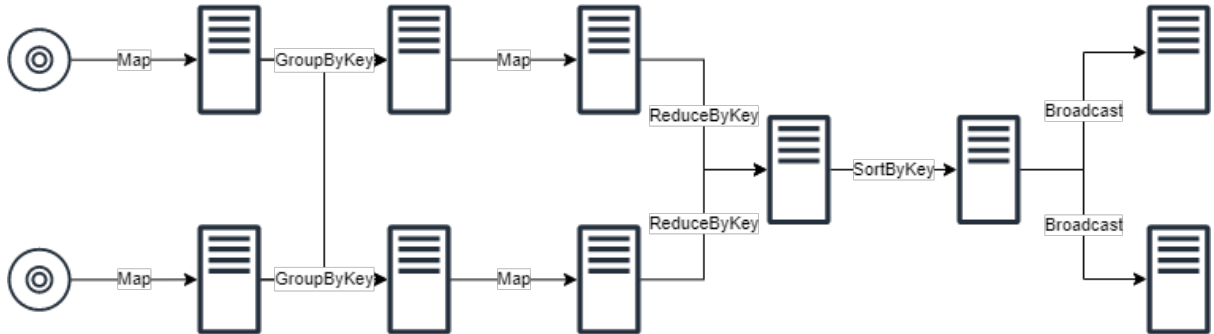 Map
GroupByKey
Map
ReduceByKey
SortByKey
Broadcast
Map
GroupByKey
Map
ReduceByKey
Broadcast